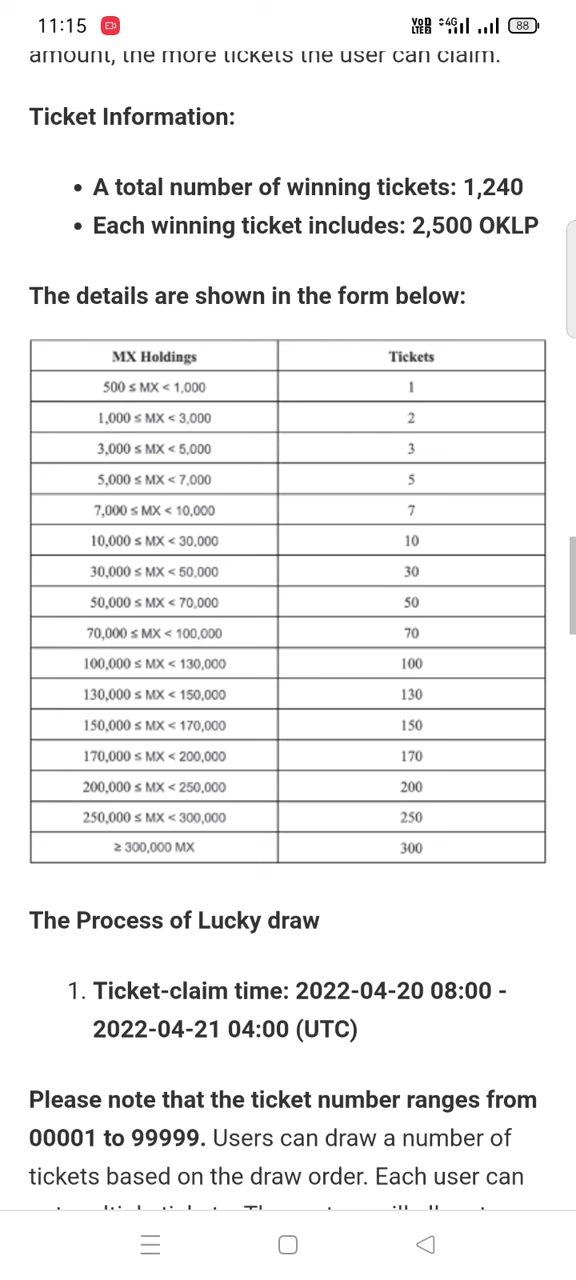 11:15 VoD LTE 4G 88
amount, the more tickets the user can claim.
Ticket Information:
• A total number of winning tickets: 1,240
• Each winning ticket includes: 2,500 OKLP
The details are shown in the form below:
MX Holdings Tickets
500 ≤ MX < 1,000 1
1,000 ≤ MX < 3,000 2
3,000 ≤ MX < 5,000 3
5,000 ≤ MX < 7,000 5
7,000 ≤ MX < 10,000 7
10,000 ≤ MX < 30,000 10
30,000 ≤ MX < 50,000 30
50,000 ≤ MX < 70,000 50
70,000 ≤ MX < 100,000 70
100,000 ≤ MX < 130,000 100
130,000 ≤ MX < 150,000 130
150,000 ≤ MX < 170,000 150
170,000 ≤ MX < 200,000 170
200,000 ≤ MX < 250,000 200
250,000 ≤ MX < 300,000 250
≥ 300,000 MX 300
The Process of Lucky draw
1. Ticket-claim time: 2022-04-20 08:00 -
2022-04-21 04:00 (UTC)
Please note that the ticket number ranges from
00001 to 99999. Users can draw a number of
tickets based on the draw order. Each user can